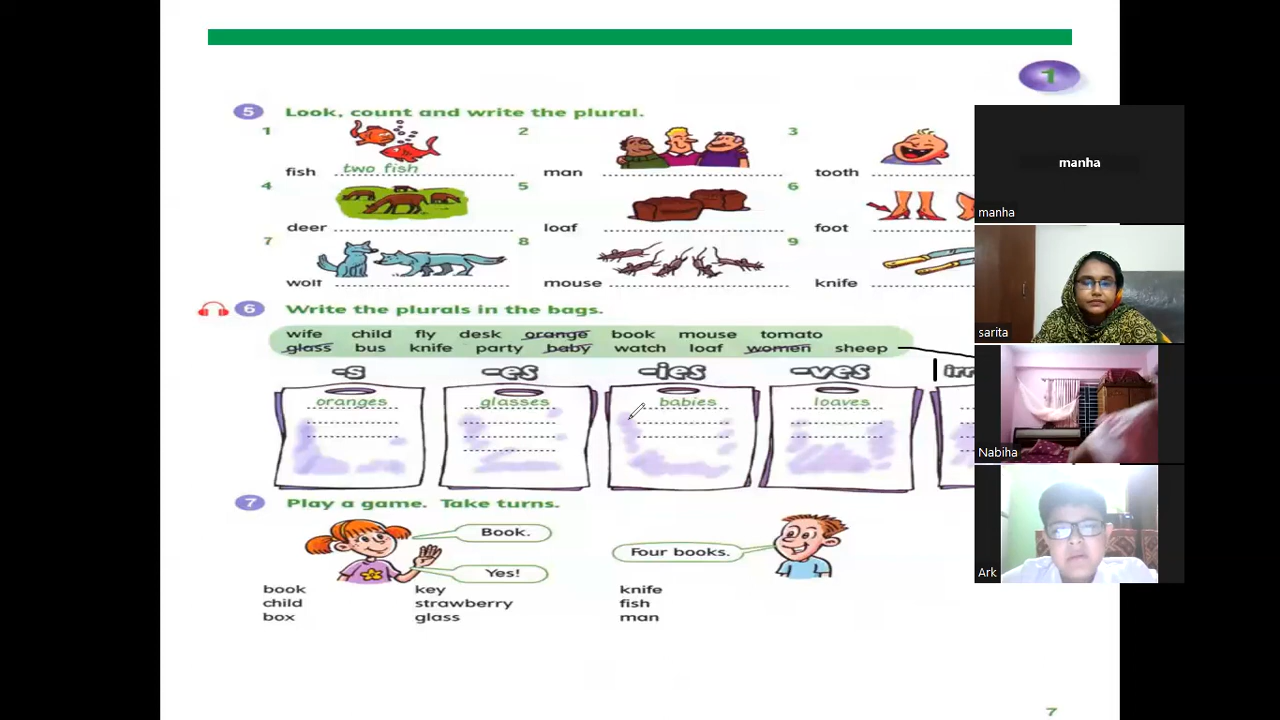 1
5 Look, count and write the plural.
1 2 3
fish two fish man tooth
4 5 6
deer loaf foot
7 8 9
wolf mouse knife
6 Write the plurals in the bags.
wife child fly desk orange book mouse tomato
glass bus knife party baby watch loaf women sheep
-s -es -ies -ves irr
oranges glasses babies loaves
7 Play a game. Take turns.
Book.
Four books.
Yes!
book key knife
child strawberry fish
box glass man
7
manha
manha
sarita
Nabiha
Ark